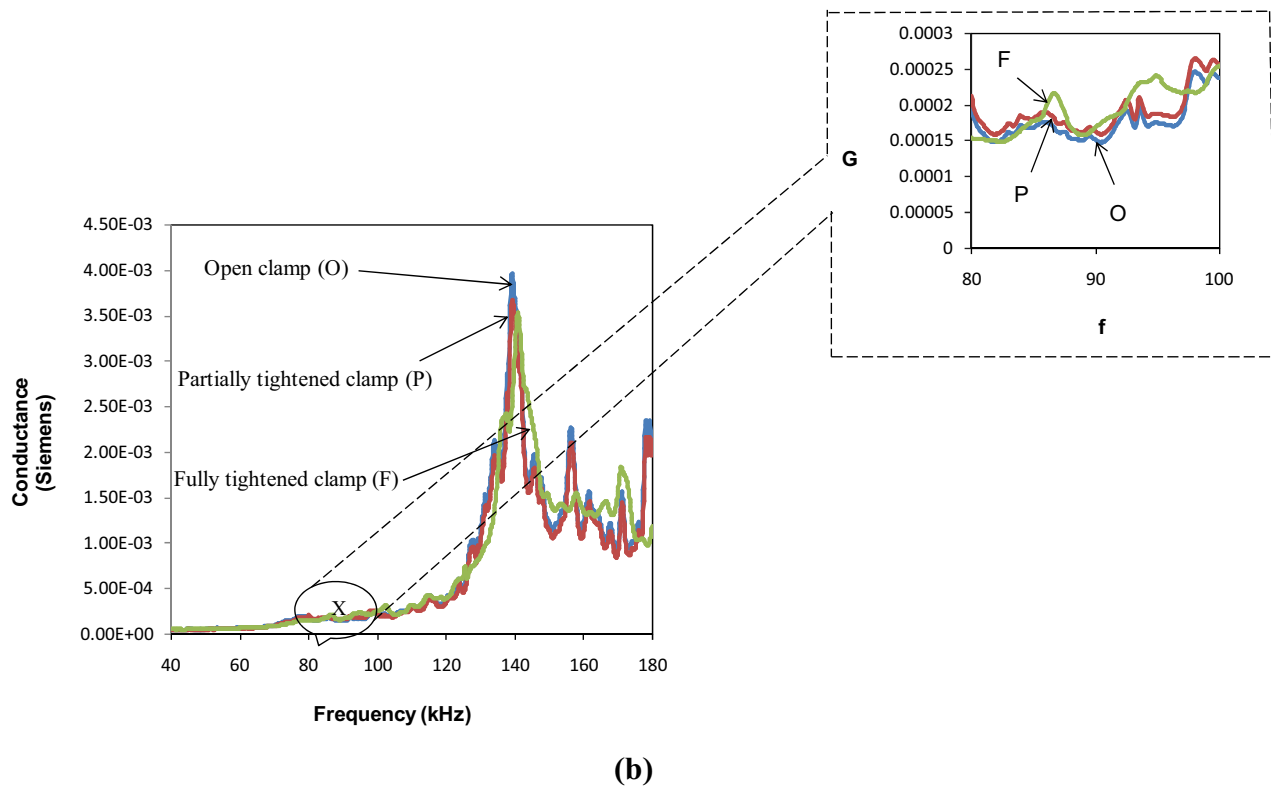 0.0003
0.00025
0.0002
0.00015
0.0001
0.00005
0
G
F
P
O
80
90
100
f
4.50E-03
4.00E-03
3.50E-03
3.00E-03
2.50E-03
2.00E-03
1.50E-03
1.00E-03
5.00E-04
0.00E+00
Conductance
(Siemens)
Open clamp (O)
Partially tightened clamp (P)
Fully tightened clamp (F)
X
40
60
80
100
120
140
160
180
Frequency (kHz)
(b)